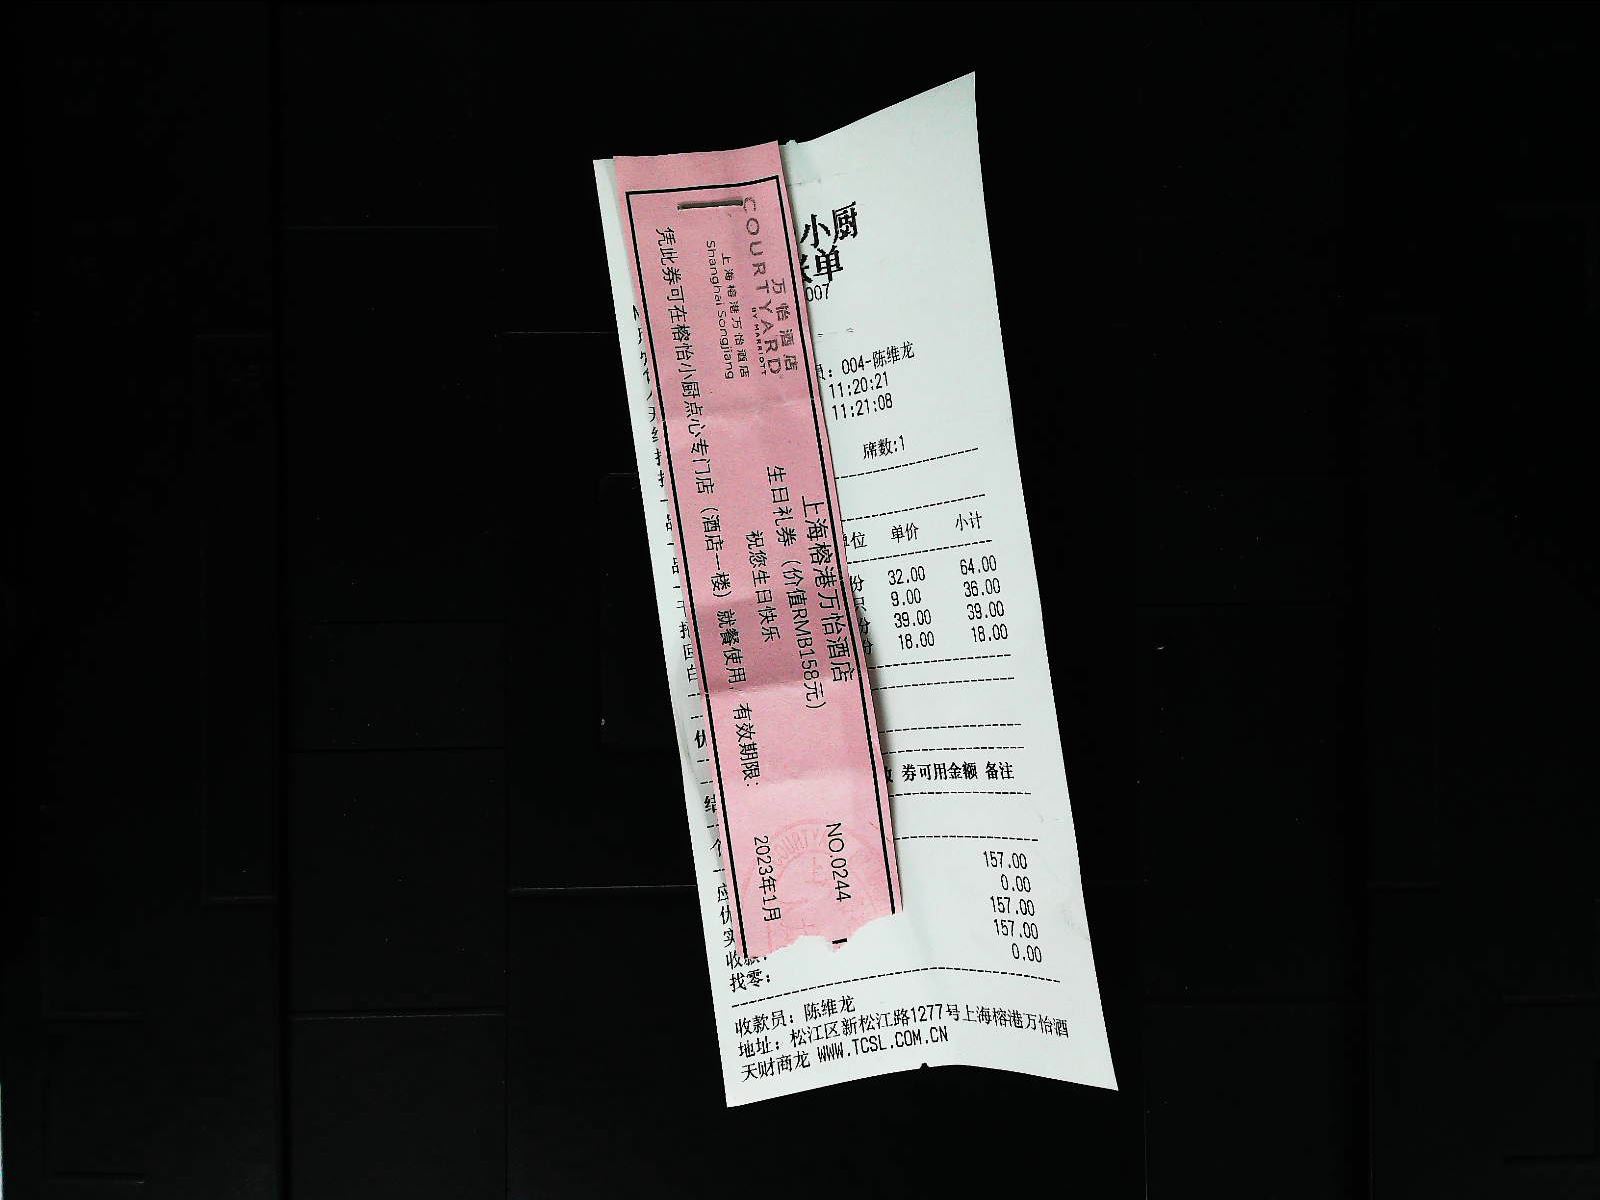 万怡酒店
COURTYARD
BY MARRIOTT
上海榕港万怡酒店
Shanghai Songjiang
上海榕港万怡酒店
生日礼券（价值RMB158元）
祝您生日快乐
凭此券可在榕怡小厨点心专门店（酒店一楼）就餐使用，有效期限：
2023年1月
NO.0244
小厨
单
007
员：004-陈维龙
11:20:21
11:21:08
席数:1
位 单价 小计
份 32.00 64.00
只 9.00 36.00
份 39.00 39.00
份 18.00 18.00
券可用金额 备注
157.00
0.00
157.00
157.00
收款: 0.00
找零:
收款员: 陈维龙
地址: 松江区新松江路1277号上海榕港万怡酒
天财商龙 WWW.TCSL.COM.CN